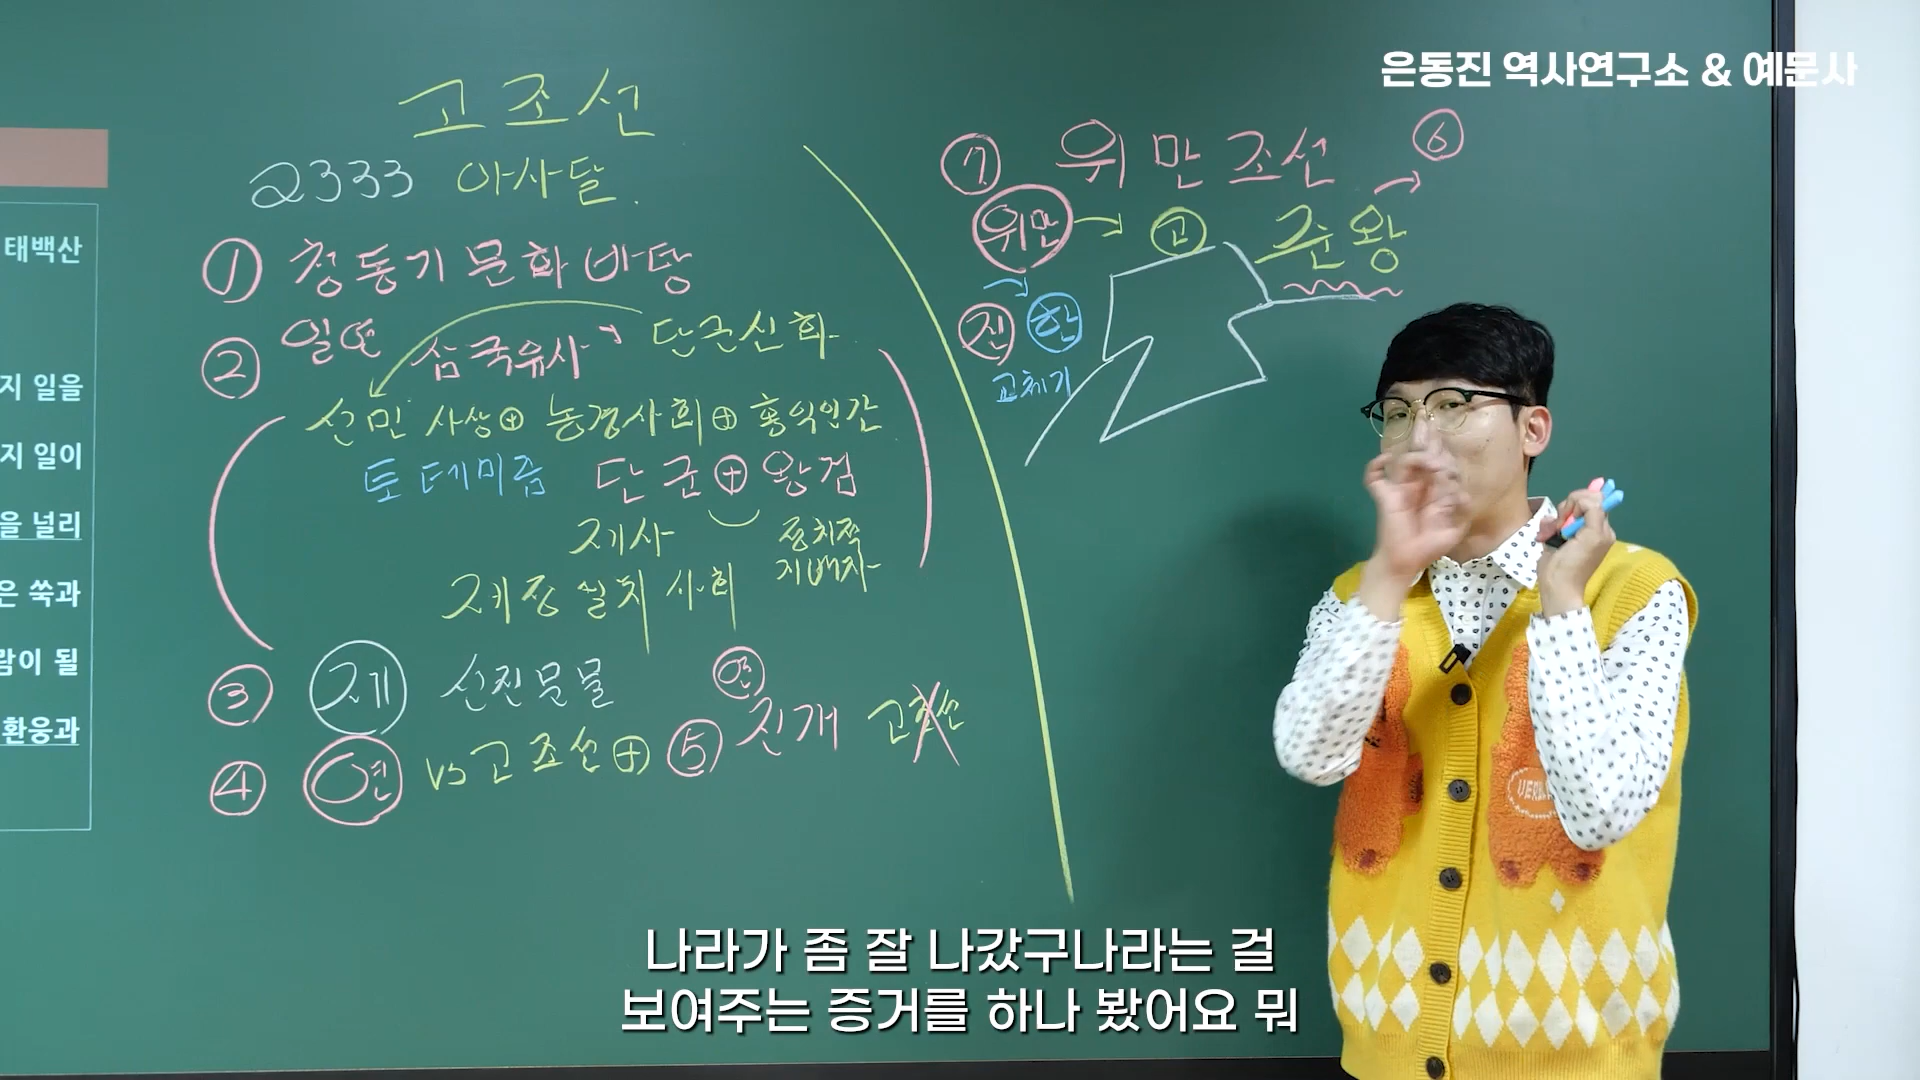 은동진 역사연구소 & 예문사
태백산
지 일을
지 일이
을 널리
은 쑥과
람이 될
환웅과
고조선
2333 아사달.
① 청동기 문화 바탕
② 일연 삼국유사 → 단군신화
선민 사상 ⊕ 농경사회 ⊕ 홍익인간
토테미즘 단군 ⊕ 왕검
제사 정치적 지배자
제정일치 사회
③ 제 선진문물
④ 연 vs 고조선 ⊕ ⑤ 연 진개 고조선
⑦ 위만조선 ⑥
위만 → 고 준왕
진 한
교체기
나라가 좀 잘 나갔구나라는 걸
보여주는 증거를 하나 봤어요 뭐